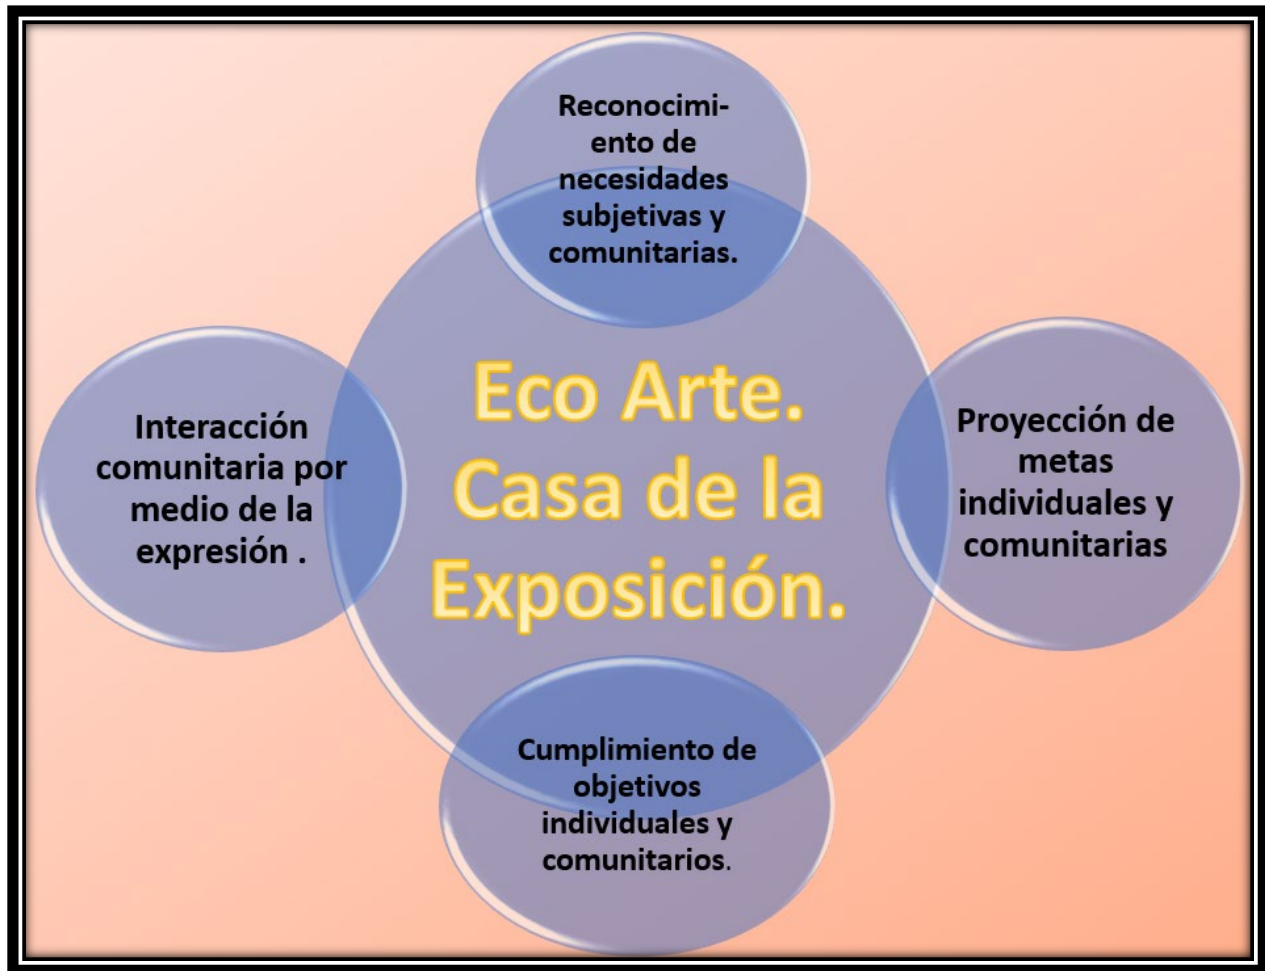 Reconocimi-
ento de
necesidades
subjetivas y
comunitarias.
Interacción
comunitaria por
medio de la
expresión .
Eco Arte.
Casa de la
Exposición.
Proyección de
metas
individuales y
comunitarias
Cumplimiento de
objetivos
individuales y
comunitarios.